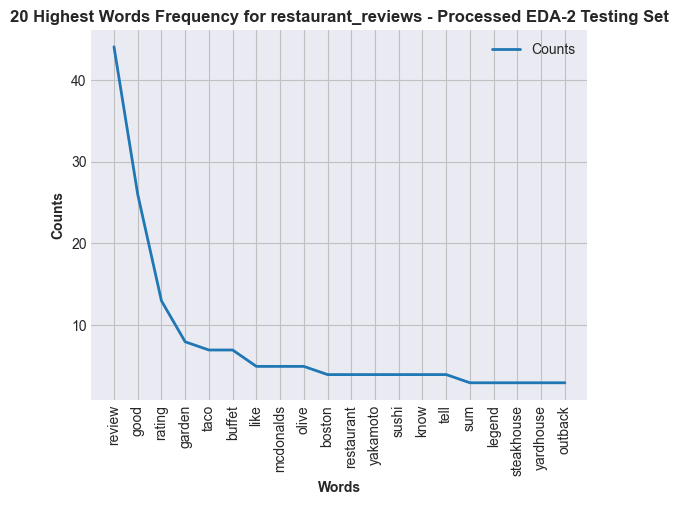 20 Highest Words Frequency for restaurant_reviews - Processed EDA-2 Testing Set
Counts
Counts
40
30
20
10
review
good
rating
garden
taco
buffet
like
mcdonalds
olive
boston
restaurant
yakamoto
sushi
know
tell
sum
legend
steakhouse
yardhouse
outback
Words